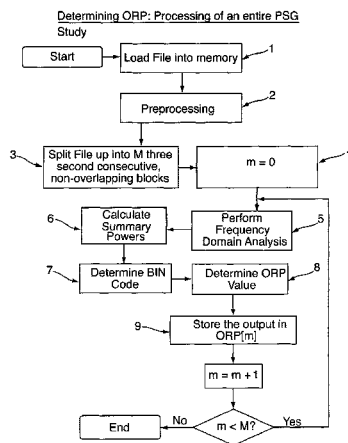 Determining ORP: Processing of an entire PSG
Study
Start
Load File into memory
1
Preprocessing
2
3
Split File up into M three
second consecutive,
non-overlapping blocks
m = 0
6
Calculate
Summary
Powers
Perform
Frequency
Domain Analysis
5
7
Determine BIN
Code
Determine ORP
Value
8
9
Store the output in
ORP[m]
m = m + 1
End
No
m < M?
Yes